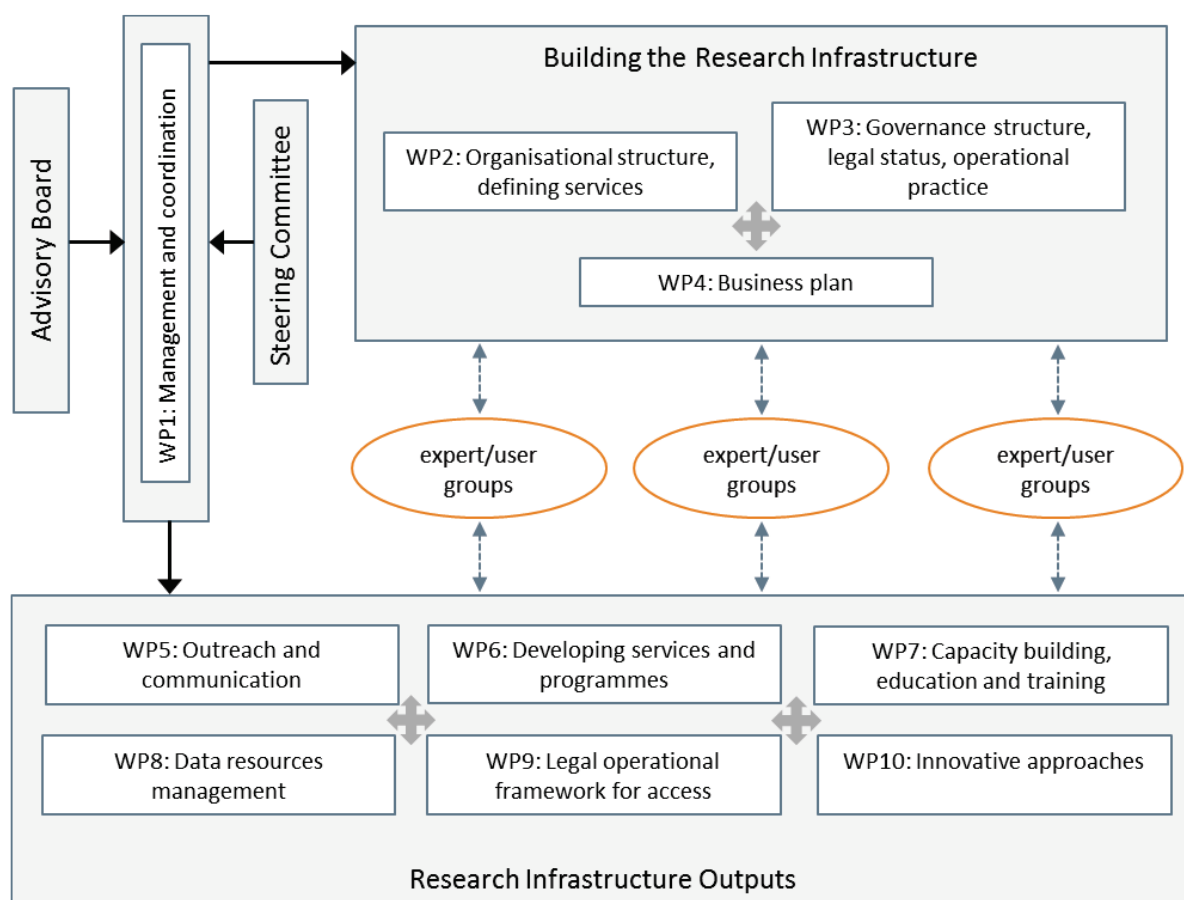 Advisory Board
WP1: Management and coordination
Steering Committee
Building the Research Infrastructure
WP2: Organisational structure,
defining services
WP3: Governance structure,
legal status, operational
practice
WP4: Business plan
expert/user
groups
expert/user
groups
expert/user
groups
WP5: Outreach and
communication
WP6: Developing services and
programmes
WP7: Capacity building,
education and training
WP8: Data resources
management
WP9: Legal operational
framework for access
WP10: Innovative approaches
Research Infrastructure Outputs